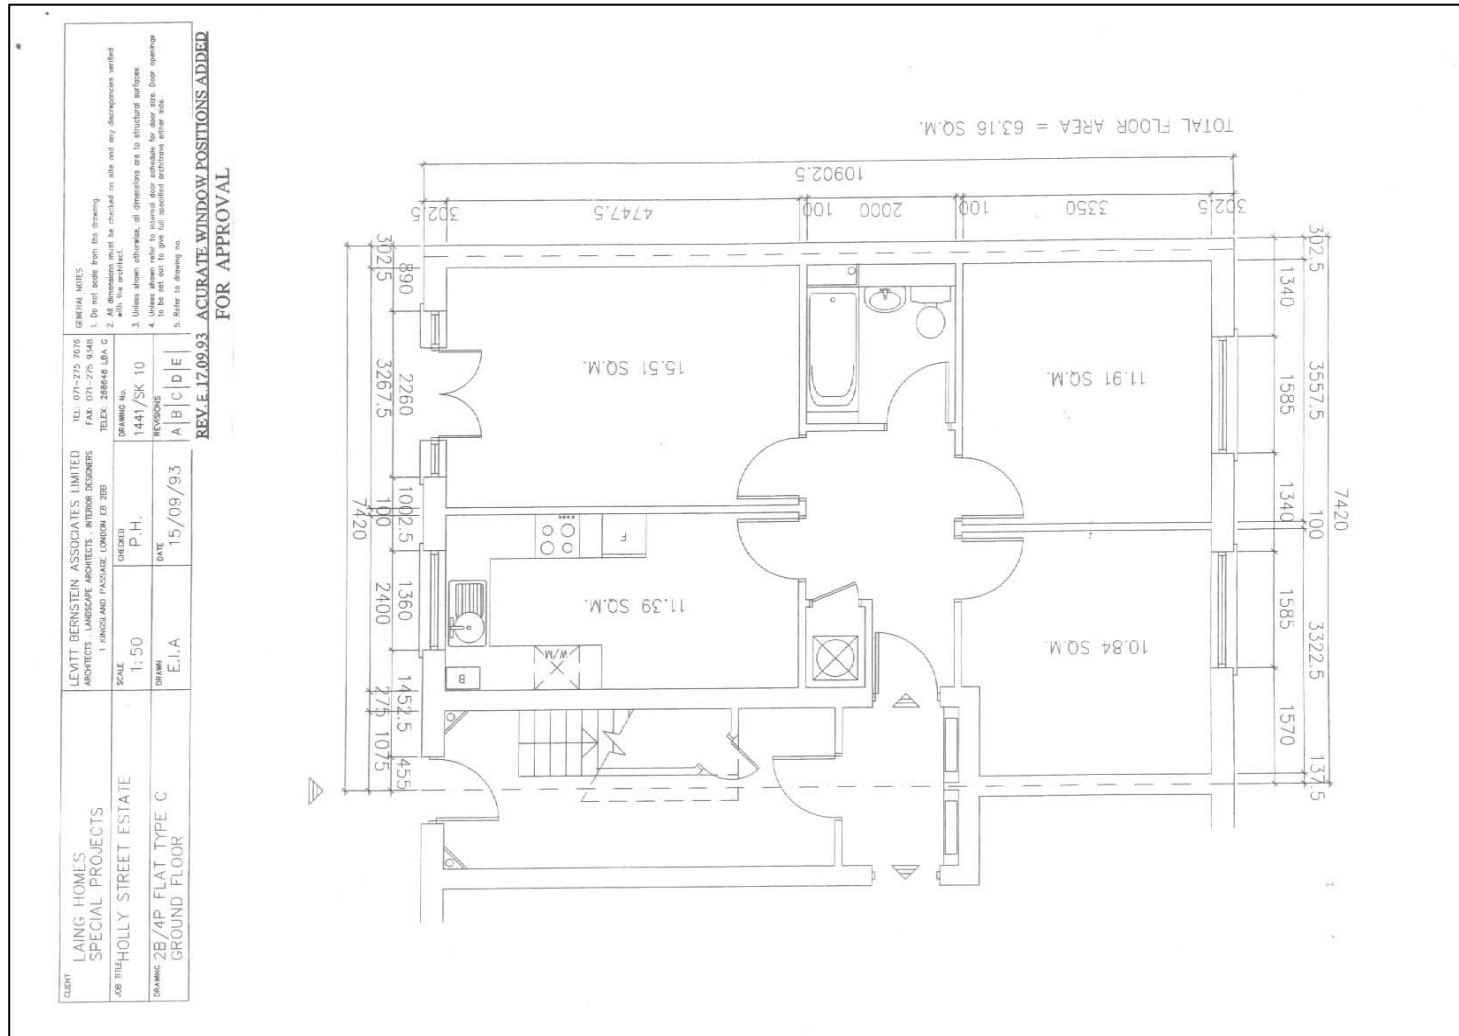 CLIENT
LAING HOMES
SPECIAL PROJECTS
JOB TITLE HOLLY STREET ESTATE
DRAWING 2B/4P FLAT TYPE C
GROUND FLOOR
LEVITT BERNSTEIN ASSOCIATES LIMITED
ARCHITECTS . LANDSCAPE ARCHITECTS . INTERIOR DESIGNERS
1 KINGSLAND PASSAGE LONDON E8 2BB
TEL: 071-275 7676
FAX: 071-275 9348
TELEX: 268648 LBA G
SCALE
1:50
CHECKED
P.H.
DRAWING No.
1441/SK 10
DRAWN
E.I.A
DATE
15/09/93
REVISIONS
A B C D E
GENERAL NOTES
1. Do not scale from this drawing.
2. All dimensions must be checked on site and any discrepancies verified
with the architect.
3. Unless shown otherwise, all dimensions are to structural surfaces.
4. Unless shown refer to internal door schedule for door size. Door openings
to be set out to give full specified architrave either side.
5. Refer to drawing no.
REV. E 17.09.93 ACURATE WINDOW POSITIONS ADDED
FOR APPROVAL
TOTAL FLOOR AREA = 63.16 SQ.M.
10902.5
302.5
3350
100
2000
100
4747.5
302.5
302.5
890
3267.5
2260
1002.5
100
7420
1360
2400
1452.5
275
1075
455
302.5
1340
3557.5
1585
1340
100
7420
1585
3322.5
1570
137.5
15.51 SQ.M.
11.91 SQ.M.
11.39 SQ.M.
10.84 SQ.M.
F
W/M
B